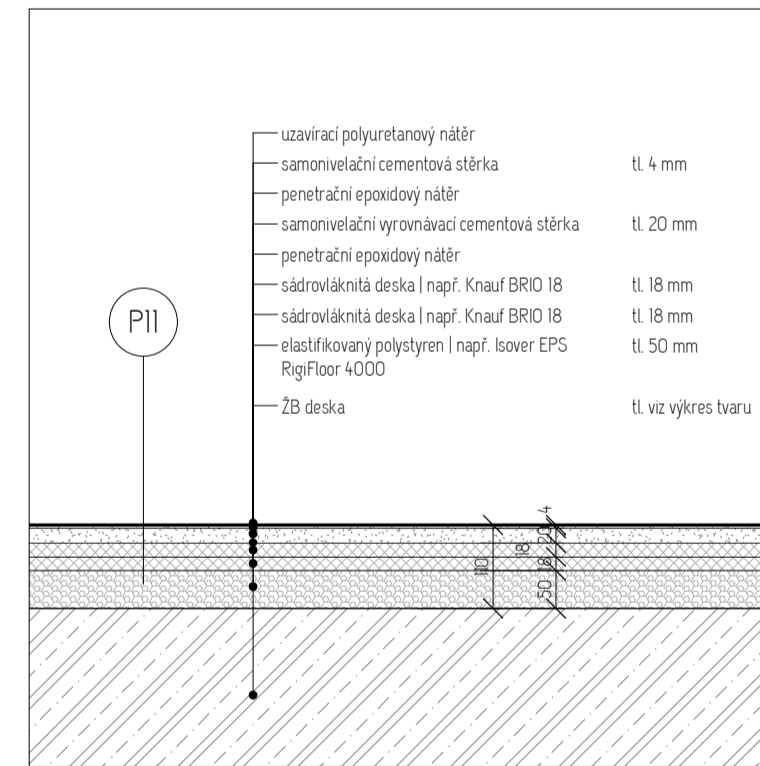 uzavírací polyuretanový nátěr
samonivelační cementová stěrka tl. 4 mm
penetrační epoxidový nátěr
samonivelační vyrovnávací cementová stěrka tl. 20 mm
penetrační epoxidový nátěr
sádrovláknitá deska | např. Knauf BRIO 18 tl. 18 mm
sádrovláknitá deska | např. Knauf BRIO 18 tl. 18 mm
elastifikovaný polystyren | např. Isover EPS tl. 50 mm
RigiFloor 4000
ŽB deska tl. viz výkres tvaru
P11
4
20
18
18
50
110